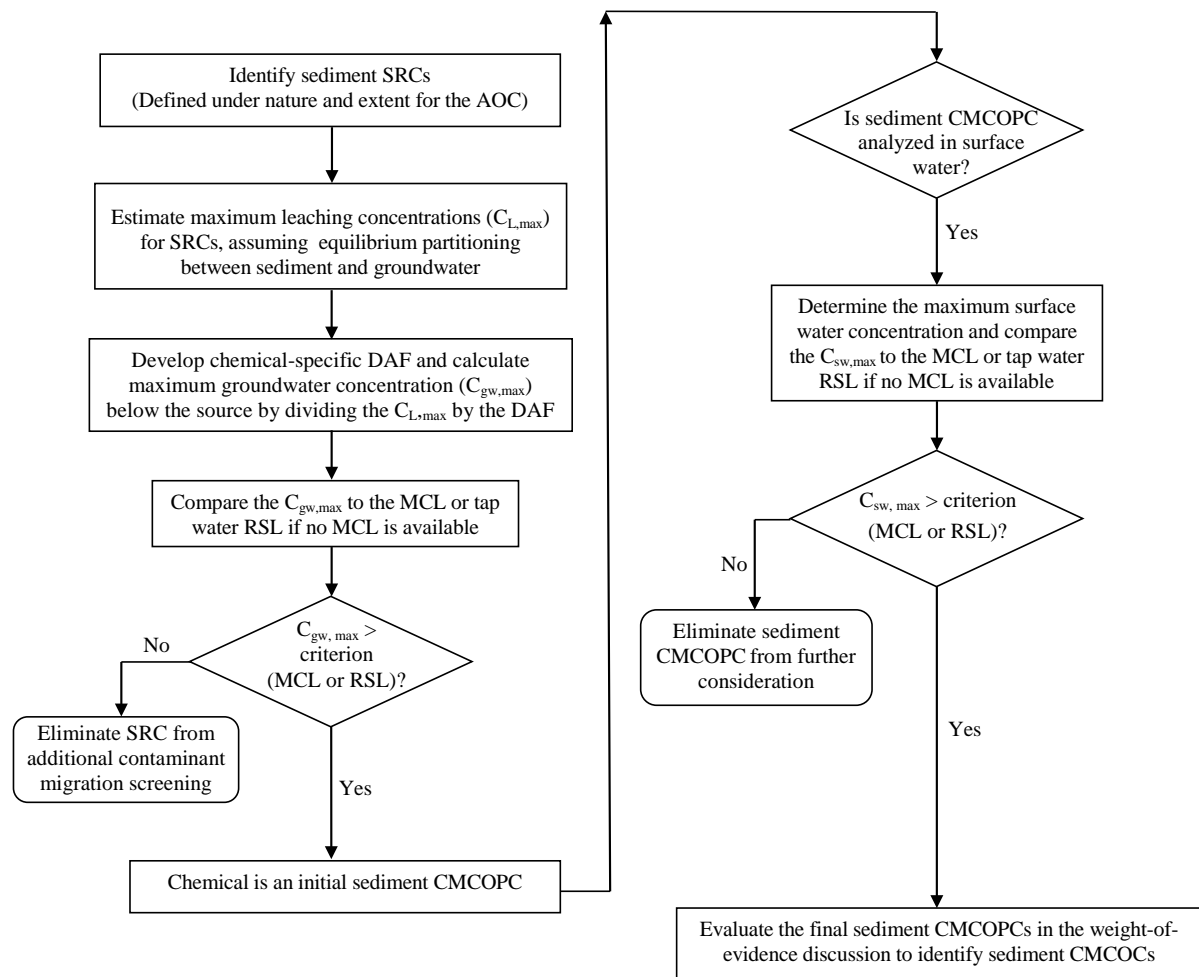 Identify sediment SRCs
(Defined under nature and extent for the AOC)
Estimate maximum leaching concentrations (CL,max)
for SRCs, assuming equilibrium partitioning
between sediment and groundwater
Develop chemical-specific DAF and calculate
maximum groundwater concentration (Cgw,max)
below the source by dividing the CL,max by the DAF
Compare the Cgw,max to the MCL or tap
water RSL if no MCL is available
Cgw, max >
criterion
(MCL or RSL)?
No
Eliminate SRC from
additional contaminant
migration screening
Yes
Chemical is an initial sediment CMCOPC
Is sediment CMCOPC
analyzed in surface
water?
Yes
Determine the maximum surface
water concentration and compare
the Csw,max to the MCL or tap water
RSL if no MCL is available
Csw, max > criterion
(MCL or RSL)?
No
Eliminate sediment
CMCOPC from further
consideration
Yes
Evaluate the final sediment CMCOPCs in the weight-of-
evidence discussion to identify sediment CMCOCs